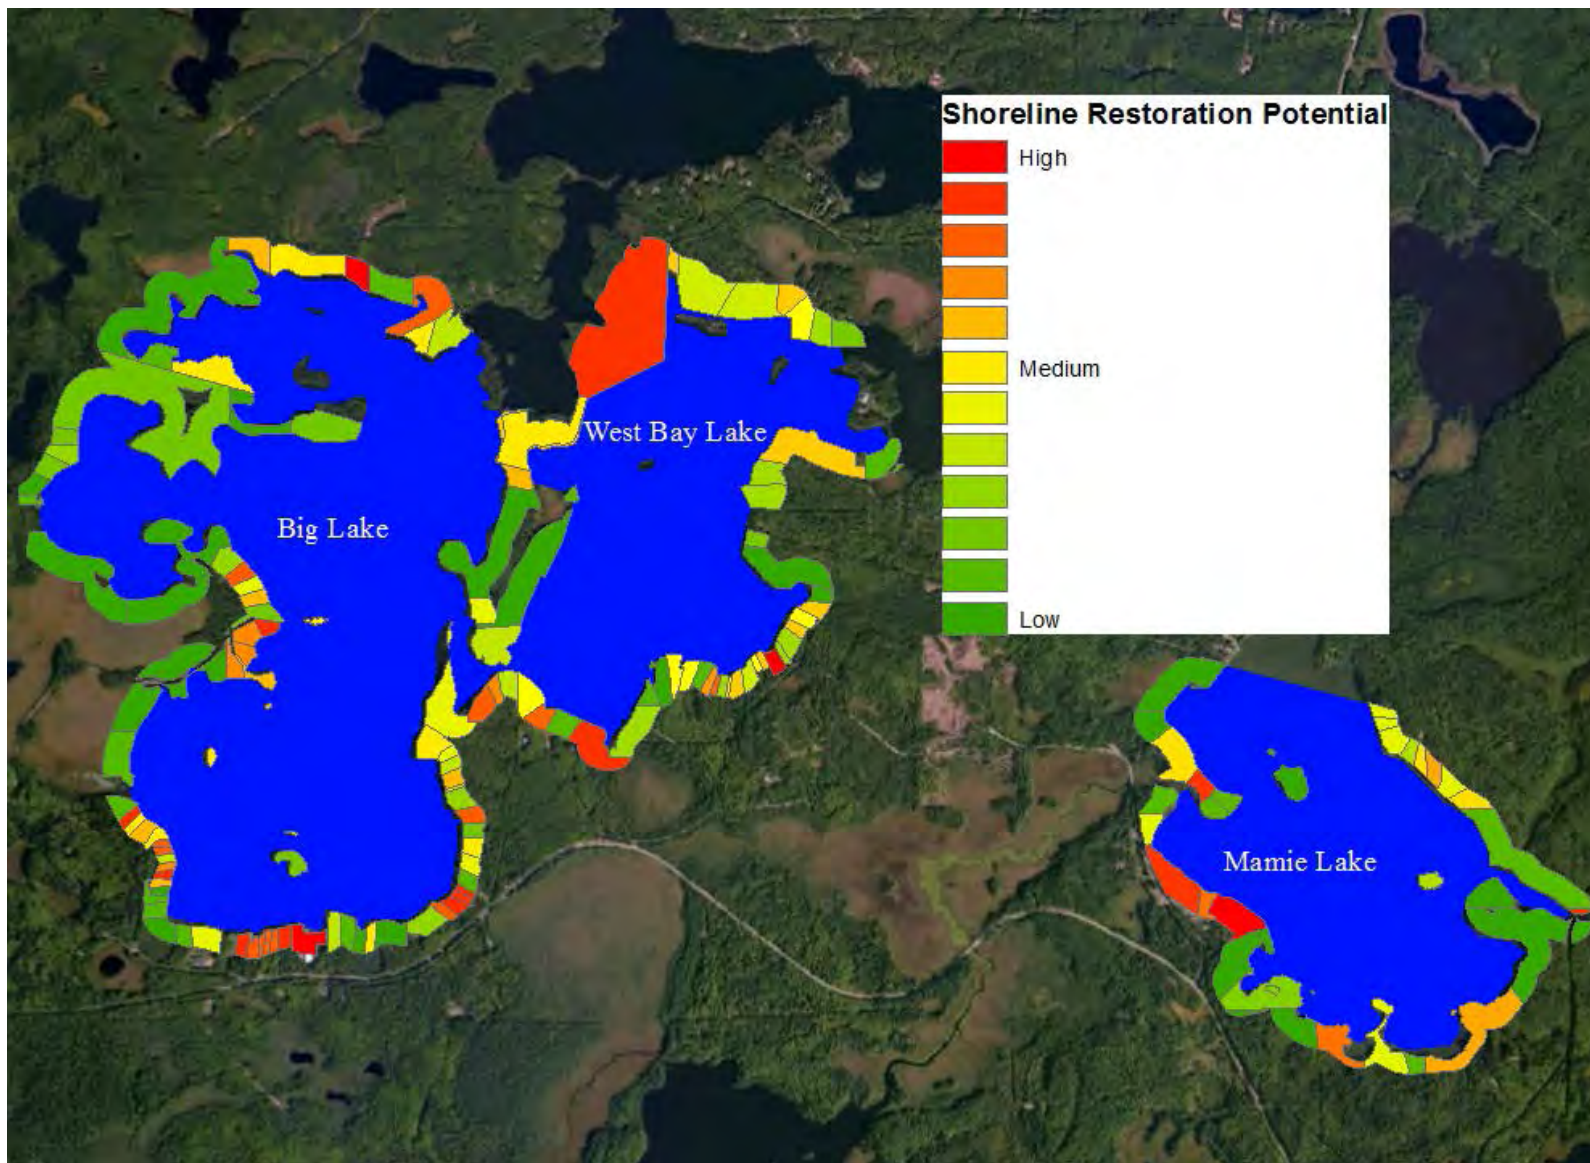 Shoreline Restoration Potential
High
Medium
Low
West Bay Lake
Big Lake
Mamie Lake